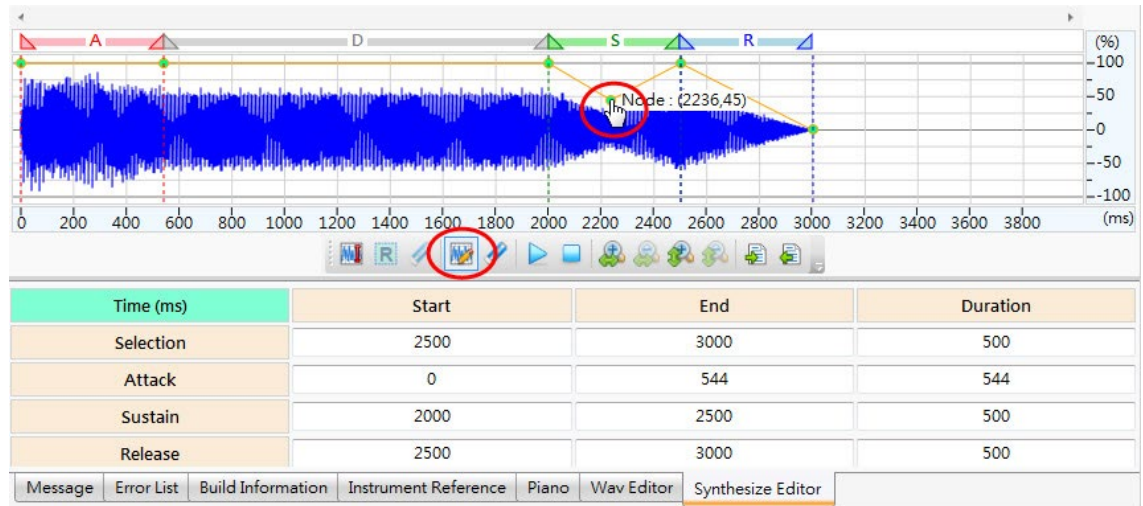 A D S R (%)
100
50
Node : (2236,45)
0
-50
-100
0 200 400 600 800 1000 1200 1400 1600 1800 2000 2200 2400 2600 2800 3000 3200 3400 3600 3800 (ms)
R
Time (ms) Start End Duration
Selection 2500 3000 500
Attack 0 544 544
Sustain 2000 2500 500
Release 2500 3000 500
Message Error List Build Information Instrument Reference Piano Wav Editor Synthesize Editor